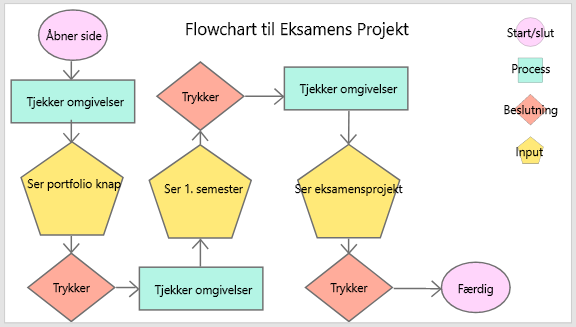 Flowchart til Eksamens Projekt
Åbner side
Tjekker omgivelser
Ser portfolio knap
Trykker
Tjekker omgivelser
Ser 1. semester
Trykker
Tjekker omgivelser
Ser eksamensprojekt
Trykker
Færdig
Start/slut
Process
Beslutning
Input